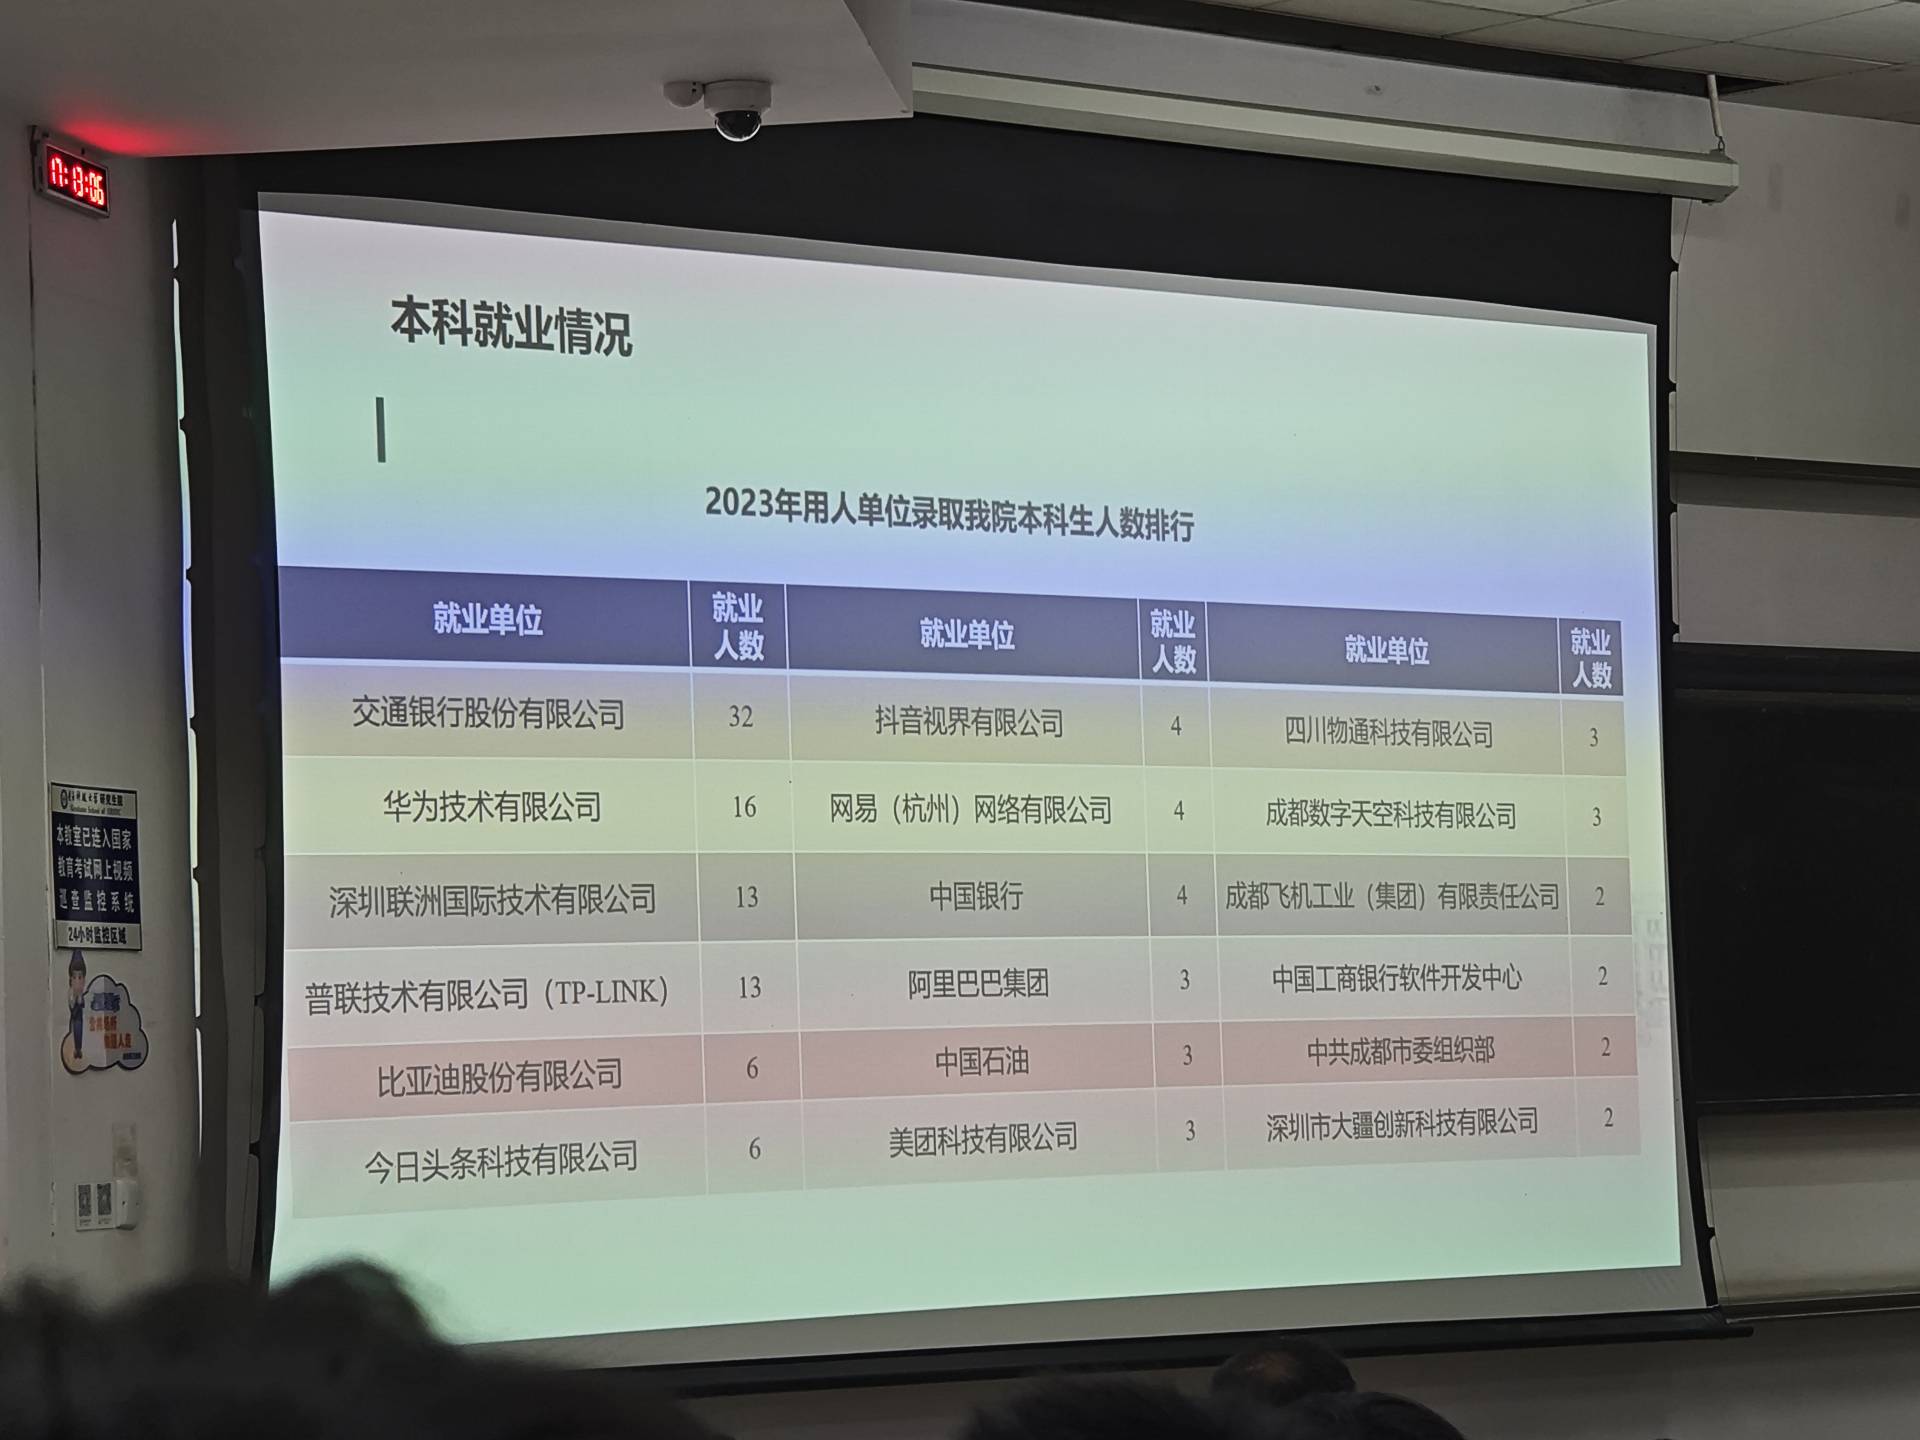 17:13:06
本科就业情况
2023年用人单位录取我院本科生人数排行
就业单位 就业人数 就业单位 就业人数 就业单位 就业人数
交通银行股份有限公司 32 抖音视界有限公司 4 四川物通科技有限公司 3
华为技术有限公司 16 网易（杭州）网络有限公司 4 成都数字天空科技有限公司 3
深圳联洲国际技术有限公司 13 中国银行 4 成都飞机工业（集团）有限责任公司 2
普联技术有限公司（TP-LINK） 13 阿里巴巴集团 3 中国工商银行软件开发中心 2
比亚迪股份有限公司 6 中国石油 3 中共成都市委组织部 2
今日头条科技有限公司 6 美团科技有限公司 3 深圳市大疆创新科技有限公司 2
研究生院
本教室已连入国家
教育考试网上视频
巡查监控系统
24小时监控区域